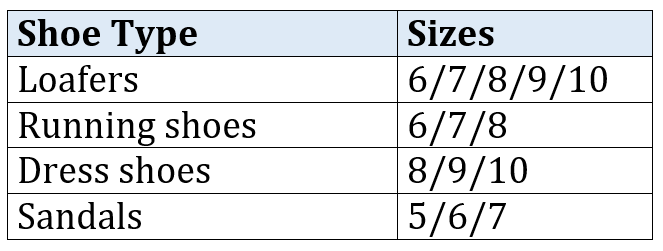 Shoe Type Sizes
Loafers 6/7/8/9/10
Running shoes 6/7/8
Dress shoes 8/9/10
Sandals 5/6/7